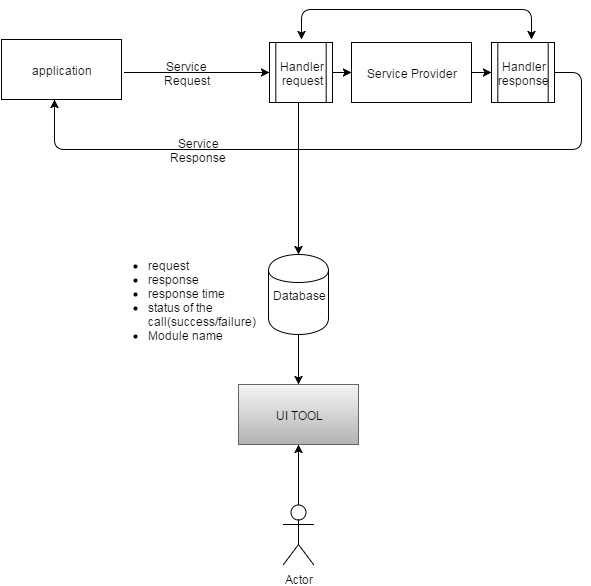 application
Service
Request
Handler
request
Service Provider
Handler
response
Service
Response
• request
• response
• response time
• status of the
call(success/failure)
• Module name
Database
UI TOOL
Actor